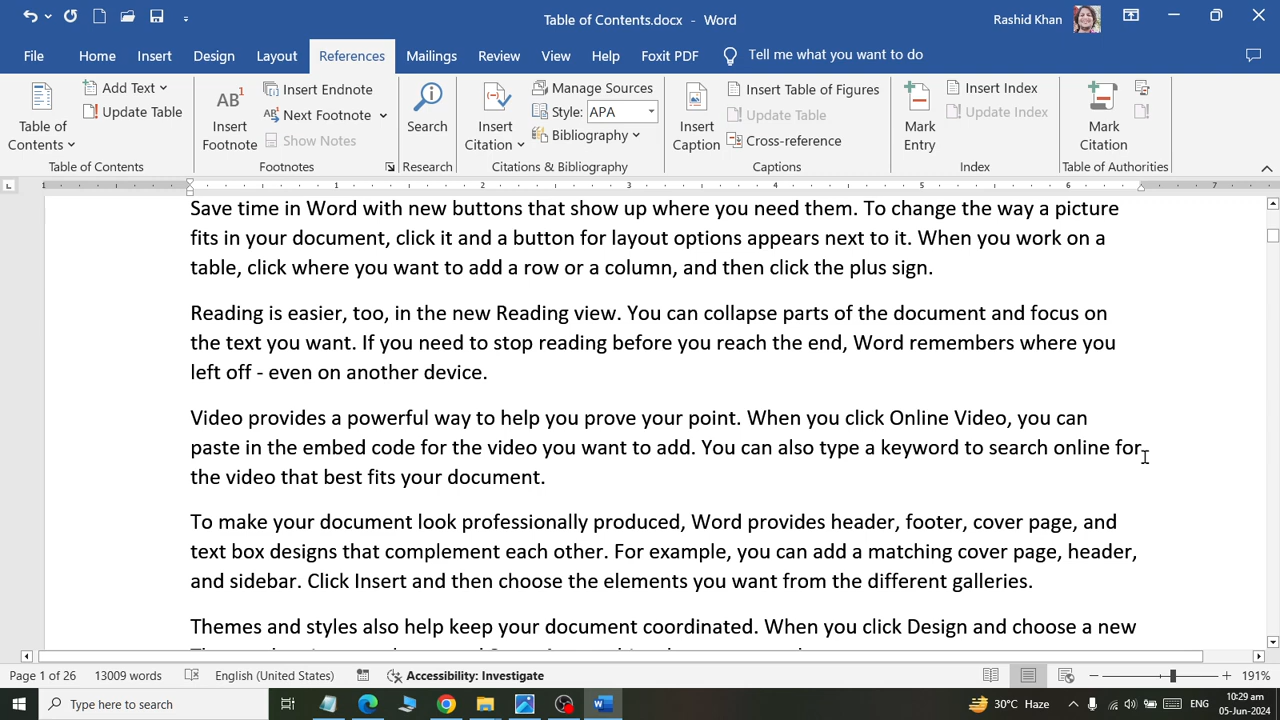 Table of Contents.docx - Word
Rashid Khan
File Home Insert Design Layout References Mailings Review View Help Foxit PDF Tell me what you want to do
Table of Contents
Add Text
Update Table
Table of Contents
AB1
Insert Footnote
Insert Endnote
AB
Next Footnote
Show Notes
Footnotes
Search
Research
Insert Citation
Manage Sources
Style: APA
Bibliography
Citations & Bibliography
Insert Caption
Insert Table of Figures
Update Table
Cross-reference
Captions
Mark Entry
Insert Index
Update Index
Index
Mark Citation
Table of Authorities
1 1 2 3 4 5 6 7
Save time in Word with new buttons that show up where you need them. To change the way a picture
fits in your document, click it and a button for layout options appears next to it. When you work on a
table, click where you want to add a row or a column, and then click the plus sign.
Reading is easier, too, in the new Reading view. You can collapse parts of the document and focus on
the text you want. If you need to stop reading before you reach the end, Word remembers where you
left off - even on another device.
Video provides a powerful way to help you prove your point. When you click Online Video, you can
paste in the embed code for the video you want to add. You can also type a keyword to search online for
the video that best fits your document.
To make your document look professionally produced, Word provides header, footer, cover page, and
text box designs that complement each other. For example, you can add a matching cover page, header,
and sidebar. Click Insert and then choose the elements you want from the different galleries.
Themes and styles also help keep your document coordinated. When you click Design and choose a new
Page 1 of 26 13009 words English (United States) Accessibility: Investigate 191%
Type here to search
30°C Haze
ENG
10:29 am
05-Jun-2024